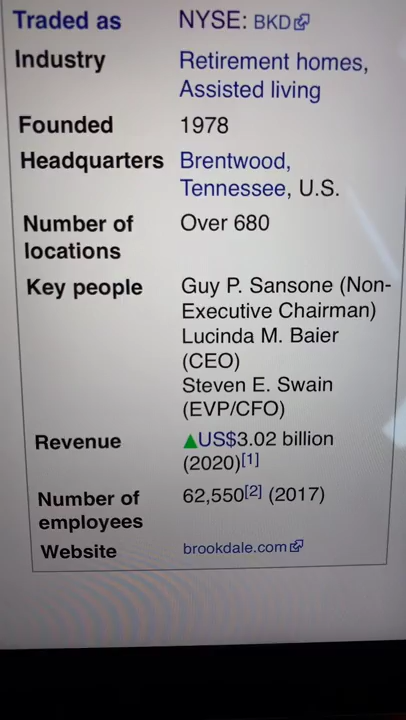 Traded as NYSE: BKD
Industry Retirement homes,
Assisted living
Founded 1978
Headquarters Brentwood,
Tennessee, U.S.
Number of Over 680
locations
Key people Guy P. Sansone (Non-
Executive Chairman)
Lucinda M. Baier
(CEO)
Steven E. Swain
(EVP/CFO)
Revenue ▲US$3.02 billion
(2020)[1]
Number of 62,550[2] (2017)
employees
Website brookdale.com